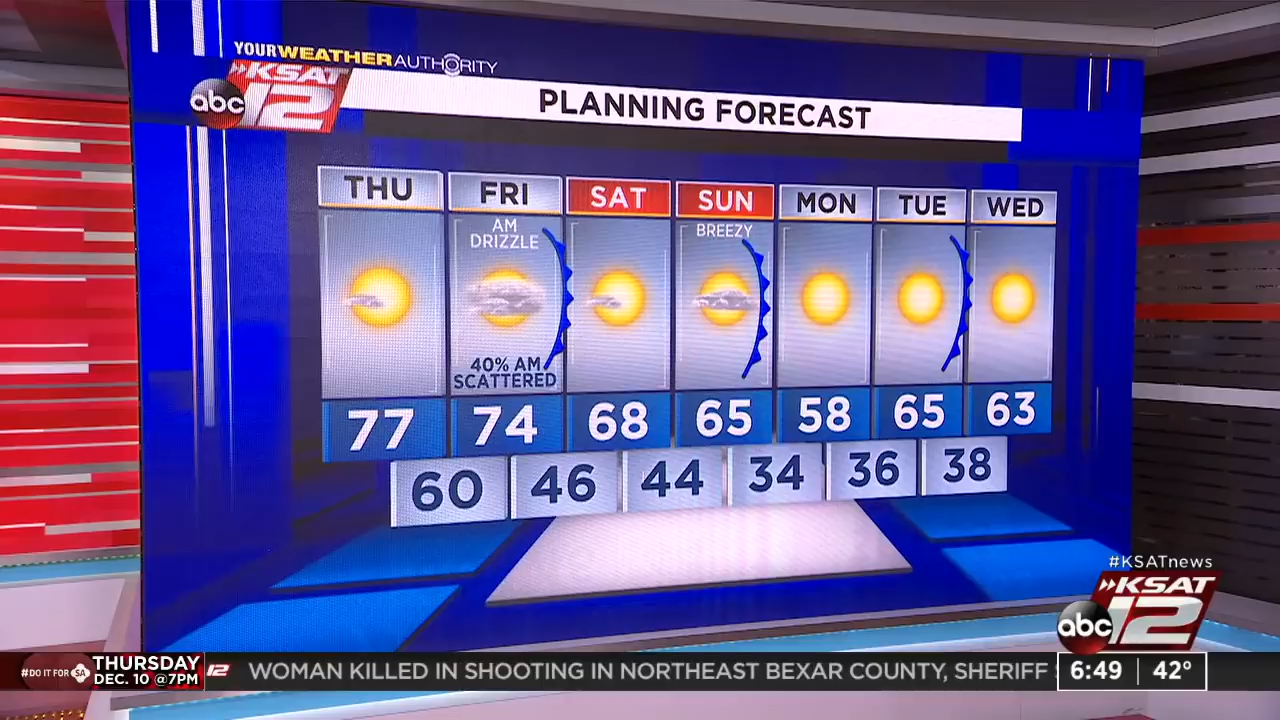 YOUR WEATHER AUTHORITY
KSAT
abc 12
PLANNING FORECAST
THU FRI SAT SUN MON TUE WED
AM DRIZZLE
BREEZY
40% AM SCATTERED
77 74 68 65 58 65 63
60 46 44 34 36 38
#KSATnews
KSAT
abc 12
#DO IT FOR SA
THURSDAY
DEC. 10 @7PM
12
WOMAN KILLED IN SHOOTING IN NORTHEAST BEXAR COUNTY, SHERIFF
6:49 42°